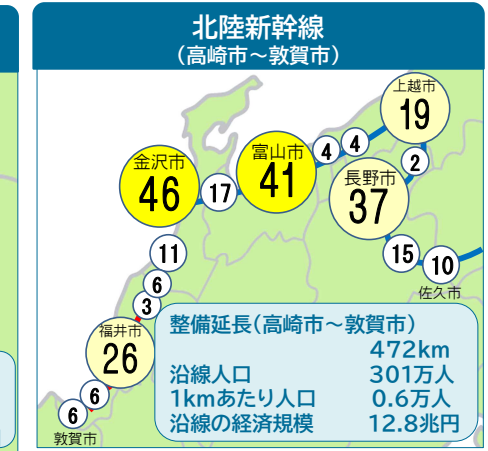 北陸新幹線
(高崎市～敦賀市)
上越市
19
4
4
富山市
41
金沢市
46
17
2
長野市
37
15
10
佐久市
11
6
3
福井市
26
6
6
敦賀市
整備延長(高崎市～敦賀市)
472km
沿線人口 301万人
1kmあたり人口 0.6万人
沿線の経済規模 12.8兆円